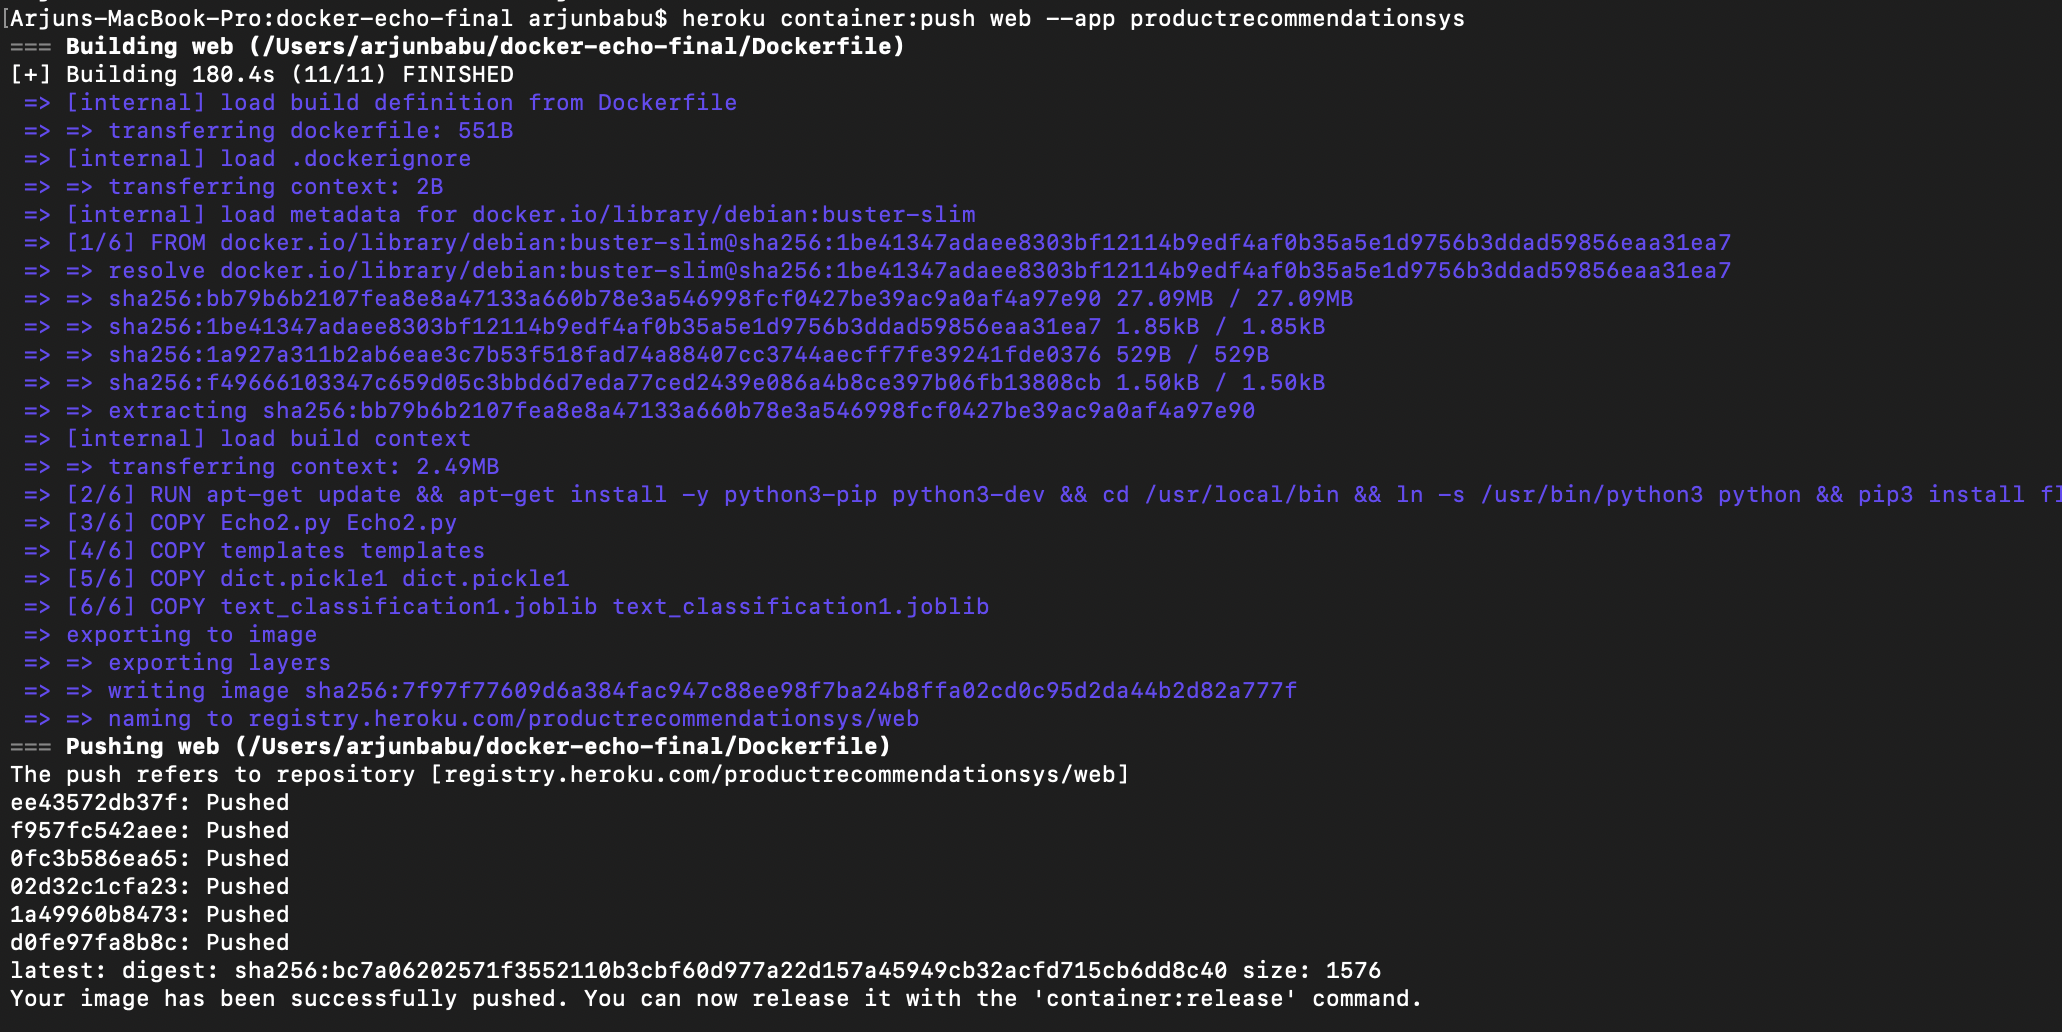 [Arjuns-MacBook-Pro:docker-echo-final arjunbabu$ heroku container:push web --app productrecommendationsys
=== Building web (/Users/arjunbabu/docker-echo-final/Dockerfile)
[+] Building 180.4s (11/11) FINISHED
=> [internal] load build definition from Dockerfile
=> => transferring dockerfile: 551B
=> [internal] load .dockerignore
=> => transferring context: 2B
=> [internal] load metadata for docker.io/library/debian:buster-slim
=> [1/6] FROM docker.io/library/debian:buster-slim@sha256:1be41347adaee8303bf12114b9edf4af0b35a5e1d9756b3ddad59856eaa31ea7
=> => resolve docker.io/library/debian:buster-slim@sha256:1be41347adaee8303bf12114b9edf4af0b35a5e1d9756b3ddad59856eaa31ea7
=> => sha256:bb79b6b2107fea8e8a47133a660b78e3a546998fcf0427be39ac9a0af4a97e90 27.09MB / 27.09MB
=> => sha256:1be41347adaee8303bf12114b9edf4af0b35a5e1d9756b3ddad59856eaa31ea7 1.85kB / 1.85kB
=> => sha256:1a927a311b2ab6eae3c7b53f518fad74a88407cc3744aecff7fe39241fde0376 529B / 529B
=> => sha256:f49666103347c659d05c3bbd6d7eda77ced2439e086a4b8ce397b06fb13808cb 1.50kB / 1.50kB
=> => extracting sha256:bb79b6b2107fea8e8a47133a660b78e3a546998fcf0427be39ac9a0af4a97e90
=> [internal] load build context
=> => transferring context: 2.49MB
=> [2/6] RUN apt-get update && apt-get install -y python3-pip python3-dev && cd /usr/local/bin && ln -s /usr/bin/python3 python && pip3 install fl
=> [3/6] COPY Echo2.py Echo2.py
=> [4/6] COPY templates templates
=> [5/6] COPY dict.pickle1 dict.pickle1
=> [6/6] COPY text_classification1.joblib text_classification1.joblib
=> exporting to image
=> => exporting layers
=> => writing image sha256:7f97f77609d6a384fac947c88ee98f7ba24b8ffa02cd0c95d2da44b2d82a777f
=> => naming to registry.heroku.com/productrecommendationsys/web
=== Pushing web (/Users/arjunbabu/docker-echo-final/Dockerfile)
The push refers to repository [registry.heroku.com/productrecommendationsys/web]
ee43572db37f: Pushed
f957fc542aee: Pushed
0fc3b586ea65: Pushed
02d32c1cfa23: Pushed
1a49960b8473: Pushed
d0fe97fa8b8c: Pushed
latest: digest: sha256:bc7a06202571f3552110b3cbf60d977a22d157a45949cb32acfd715cb6dd8c40 size: 1576
Your image has been successfully pushed. You can now release it with the 'container:release' command.